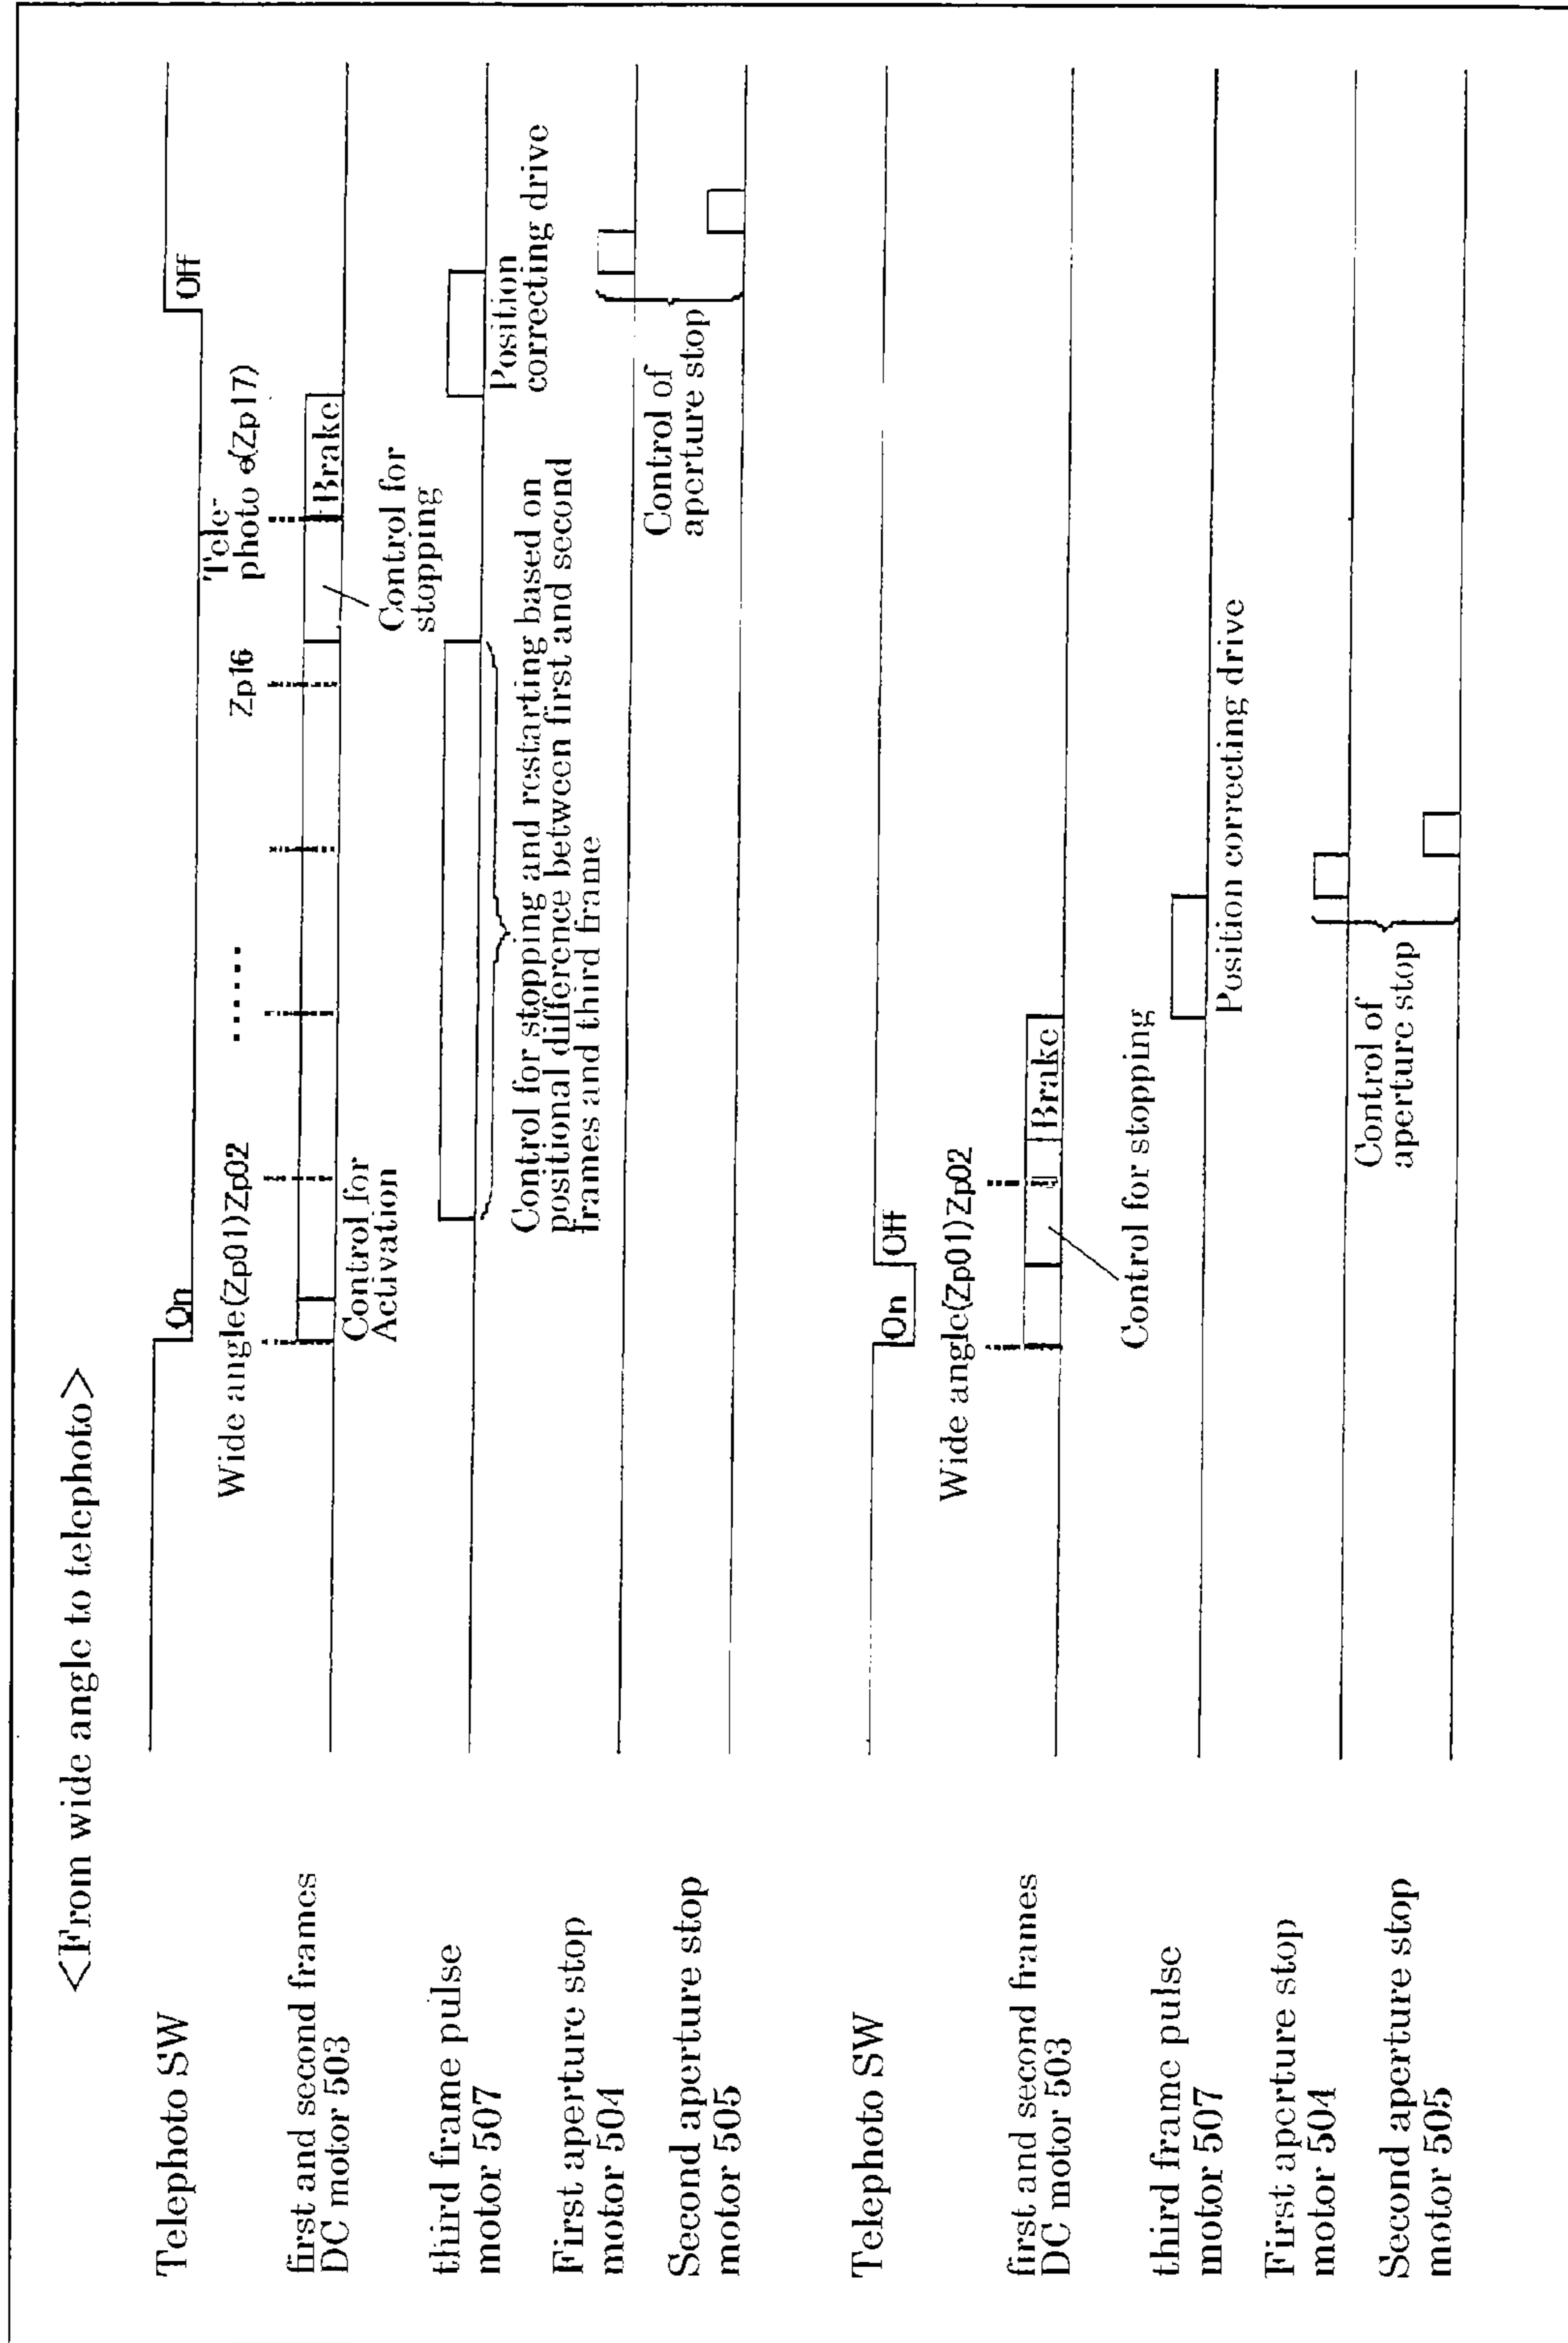 <From wide angle to telephoto>
Telephoto SW
On
Off
Wide angle(Zp01)Zp02
.....
Zp16
Tele-
photo e(Zp17)
first and second frames
DC motor 503
Brake
Control for
Activation
Control for
stopping
third frame pulse
motor 507
Control for stopping and restarting based on
positional difference between first and second
frames and third frame
Position
correcting drive
First aperture stop
motor 504
Control of
aperture stop
Second aperture stop
motor 505
Telephoto SW
On
Off
Wide angle(Zp01)Zp02
first and second frames
DC motor 503
Brake
Control for stopping
third frame pulse
motor 507
Position correcting drive
First aperture stop
motor 504
Control of
aperture stop
Second aperture stop
motor 505